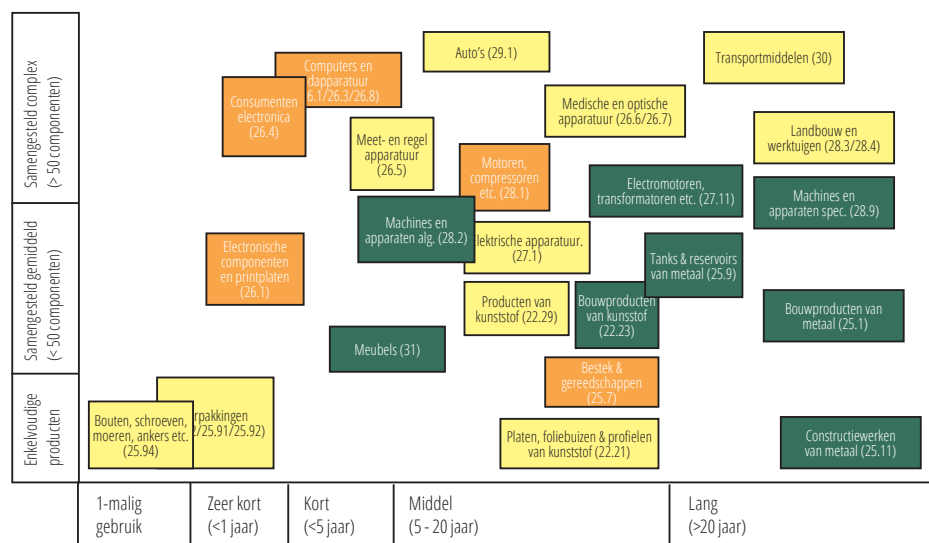 Samengesteld complex
(> 50 componenten)
Samengesteld gemiddeld
(< 50 componenten)
Enkelvoudige
producten
Auto's (29.1)
Transportmiddelen (30)
Computers en
Consumenten
electronica
(26.4)
Medische en optische
apparatuur (26.6/26.7)
Meet- en regel
apparatuur
(26.5)
Landbouw en
werktuigen (28.3/28.4)
Motoren,
compressoren
etc. (28.1)
Electromotoren,
transformatoren etc. (27.11)
Machines en
apparaten spec. (28.9)
Machines en
apparaten alg. (28.2)
Electronische
componenten
en printplaten
(26.1)
apparatuur.
(27.1)
Tanks & reservoirs
van metaal (25.9)
Producten van
kunststof (22.29)
Bouwproducten
van kunsstof
(22.23)
Bouwproducten van
metaal (25.1)
Meubels (31)
Bestek &
gereedschappen
(25.7)
Bouten, schroeven,
moeren, ankers etc.
(25.94)
/25.91/25.92)
Platen, foliebuizen & profielen
van kunststof (22.21)
Constructiewerken
van metaal (25.11)
1-malig
gebruik
Zeer kort
(<1 jaar)
Kort
(<5 jaar)
Middel
(5 - 20 jaar)
Lang
(>20 jaar)